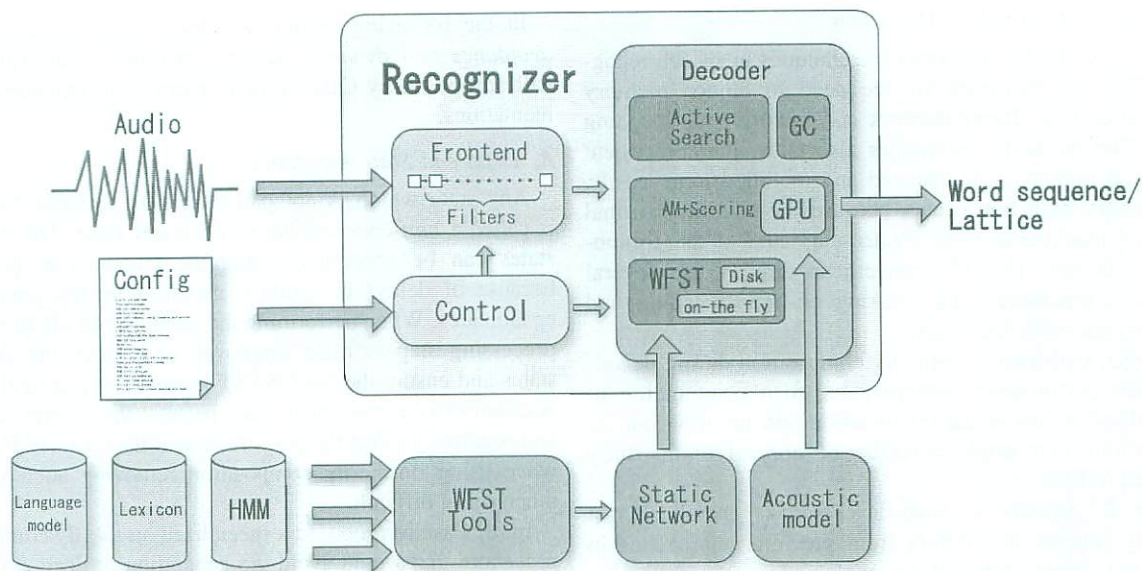 Recognizer
Decoder
Active
Search
GC
Audio
Frontend
Filters
AM+Scoring
GPU
Word sequence/
Lattice
Config
Control
WFST
Disk
on-the fly
Language
model
Lexicon
HMM
WFST
Tools
Static
Network
Acoustic
model